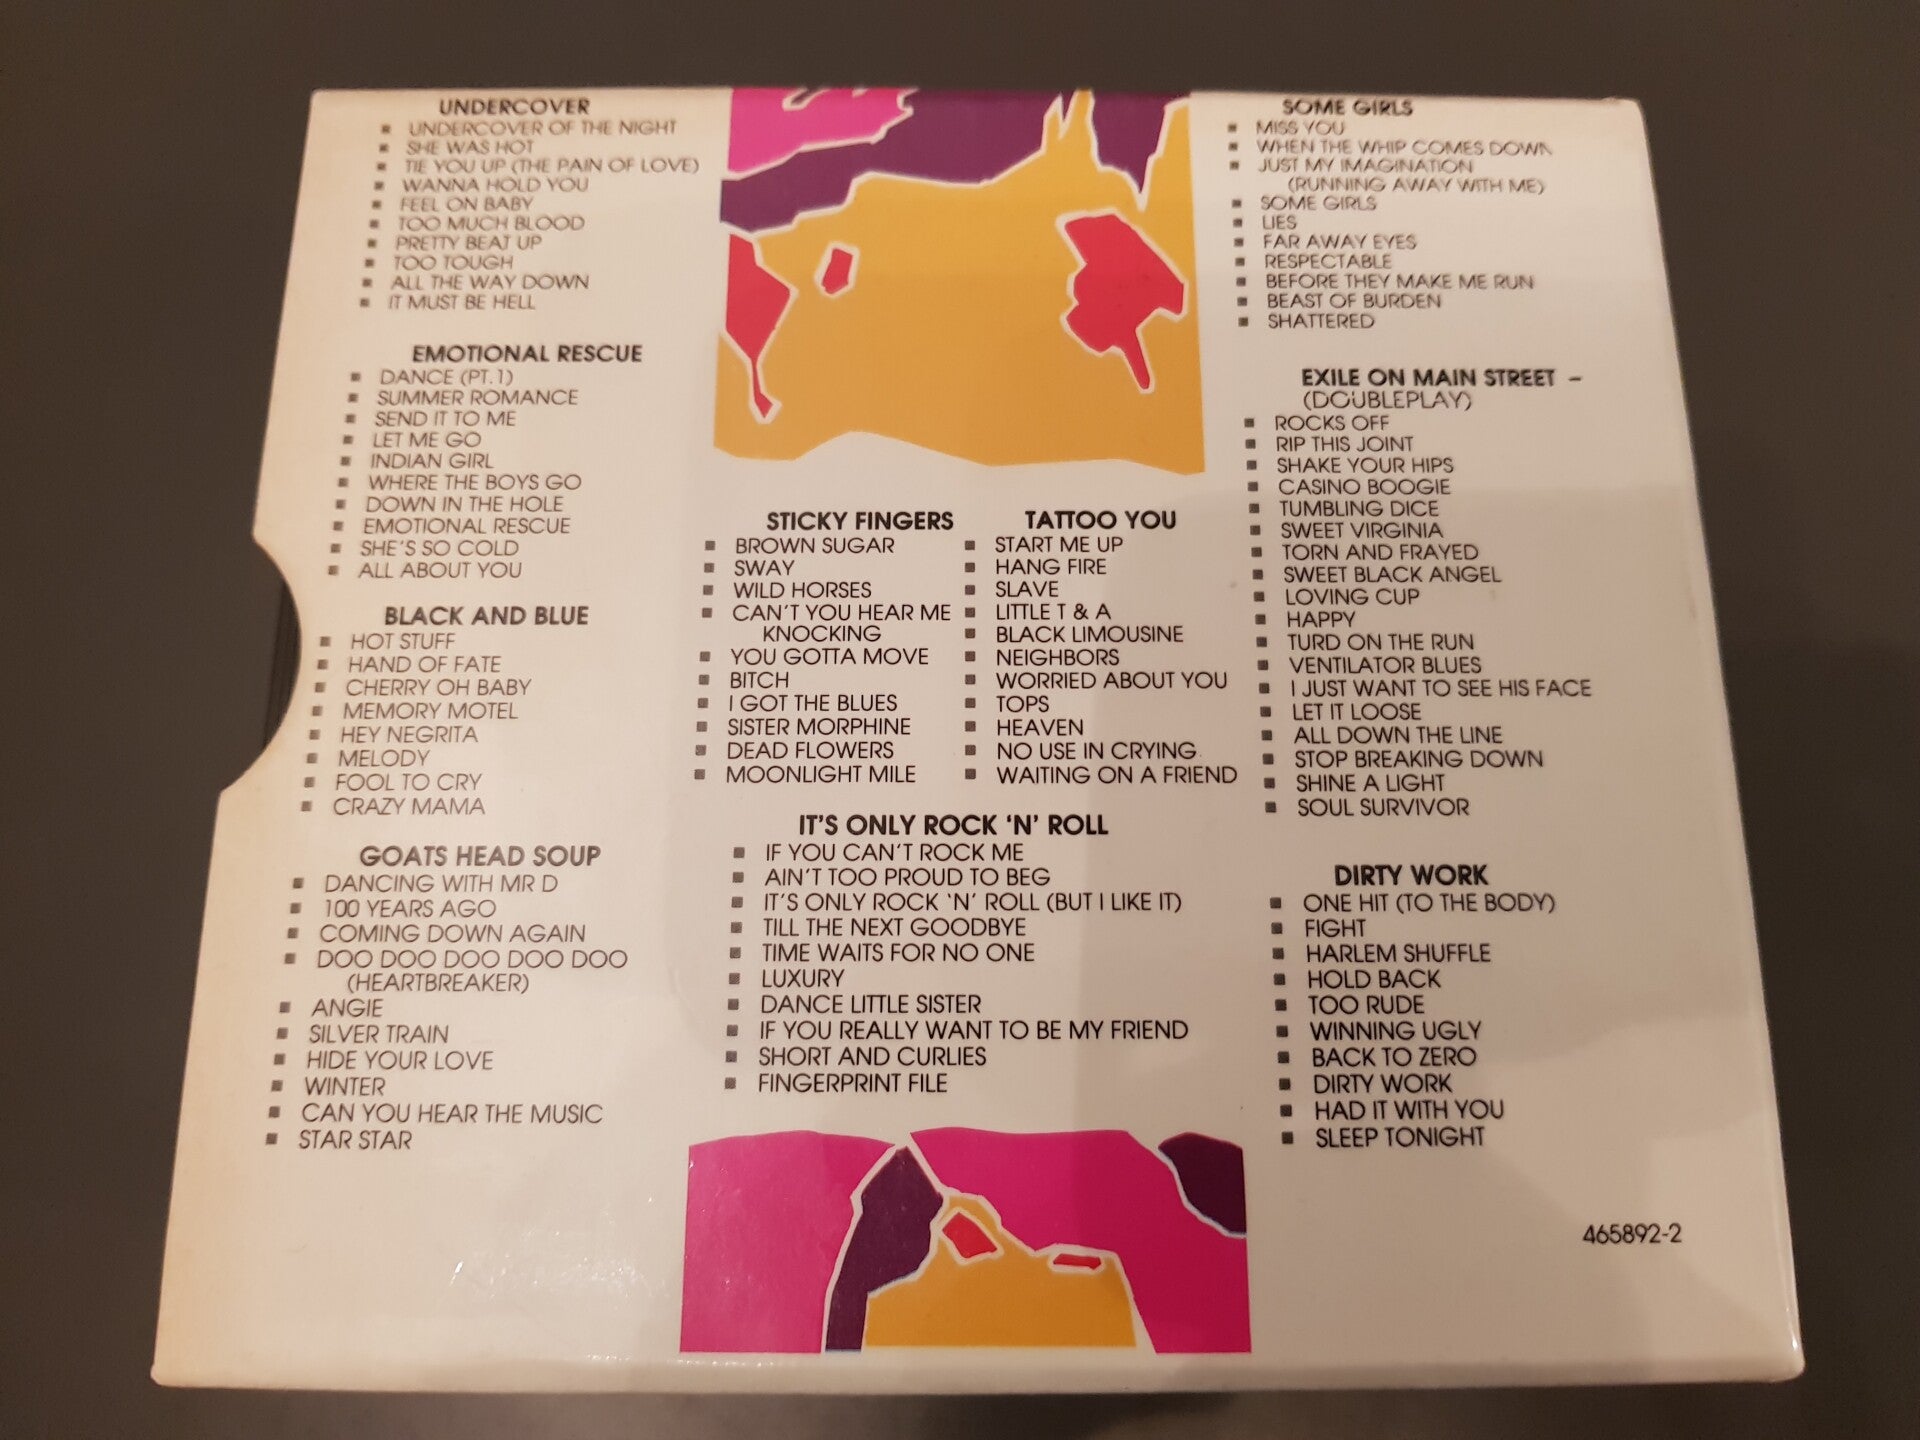 UNDERCOVER
UNDERCOVER OF THE NIGHT
SHE WAS HOT
TIE YOU UP (THE PAIN OF LOVE)
WANNA HOLD YOU
FEEL ON BABY
TOO MUCH BLOOD
PRETTY BEAT UP
TOO TOUGH
ALL THE WAY DOWN
IT MUST BE HELL
EMOTIONAL RESCUE
DANCE (PT.1)
SUMMER ROMANCE
SEND IT TO ME
LET ME GO
INDIAN GIRL
WHERE THE BOYS GO
DOWN IN THE HOLE
EMOTIONAL RESCUE
SHE'S SO COLD
ALL ABOUT YOU
BLACK AND BLUE
HOT STUFF
HAND OF FATE
CHERRY OH BABY
MEMORY MOTEL
HEY NEGRITA
MELODY
FOOL TO CRY
CRAZY MAMA
GOATS HEAD SOUP
DANCING WITH MR D
100 YEARS AGO
COMING DOWN AGAIN
DOO DOO DOO DOO DOO
(HEARTBREAKER)
ANGIE
SILVER TRAIN
HIDE YOUR LOVE
WINTER
CAN YOU HEAR THE MUSIC
STAR STAR
STICKY FINGERS
BROWN SUGAR
SWAY
WILD HORSES
CAN'T YOU HEAR ME
KNOCKING
YOU GOTTA MOVE
BITCH
I GOT THE BLUES
SISTER MORPHINE
DEAD FLOWERS
MOONLIGHT MILE
TATTOO YOU
START ME UP
HANG FIRE
SLAVE
LITTLE T & A
BLACK LIMOUSINE
NEIGHBORS
WORRIED ABOUT YOU
TOPS
HEAVEN
NO USE IN CRYING
WAITING ON A FRIEND
IT'S ONLY ROCK 'N' ROLL
IF YOU CAN'T ROCK ME
AIN'T TOO PROUD TO BEG
IT'S ONLY ROCK 'N' ROLL (BUT I LIKE IT)
TILL THE NEXT GOODBYE
TIME WAITS FOR NO ONE
LUXURY
DANCE LITTLE SISTER
IF YOU REALLY WANT TO BE MY FRIEND
SHORT AND CURLIES
FINGERPRINT FILE
SOME GIRLS
MISS YOU
WHEN THE WHIP COMES DOWN
JUST MY IMAGINATION
(RUNNING AWAY WITH ME)
SOME GIRLS
LIES
FAR AWAY EYES
RESPECTABLE
BEFORE THEY MAKE ME RUN
BEAST OF BURDEN
SHATTERED
EXILE ON MAIN STREET –
(DOUBLEPLAY)
ROCKS OFF
RIP THIS JOINT
SHAKE YOUR HIPS
CASINO BOOGIE
TUMBLING DICE
SWEET VIRGINIA
TORN AND FRAYED
SWEET BLACK ANGEL
LOVING CUP
HAPPY
TURD ON THE RUN
VENTILATOR BLUES
I JUST WANT TO SEE HIS FACE
LET IT LOOSE
ALL DOWN THE LINE
STOP BREAKING DOWN
SHINE A LIGHT
SOUL SURVIVOR
DIRTY WORK
ONE HIT (TO THE BODY)
FIGHT
HARLEM SHUFFLE
HOLD BACK
TOO RUDE
WINNING UGLY
BACK TO ZERO
DIRTY WORK
HAD IT WITH YOU
SLEEP TONIGHT
465892-2